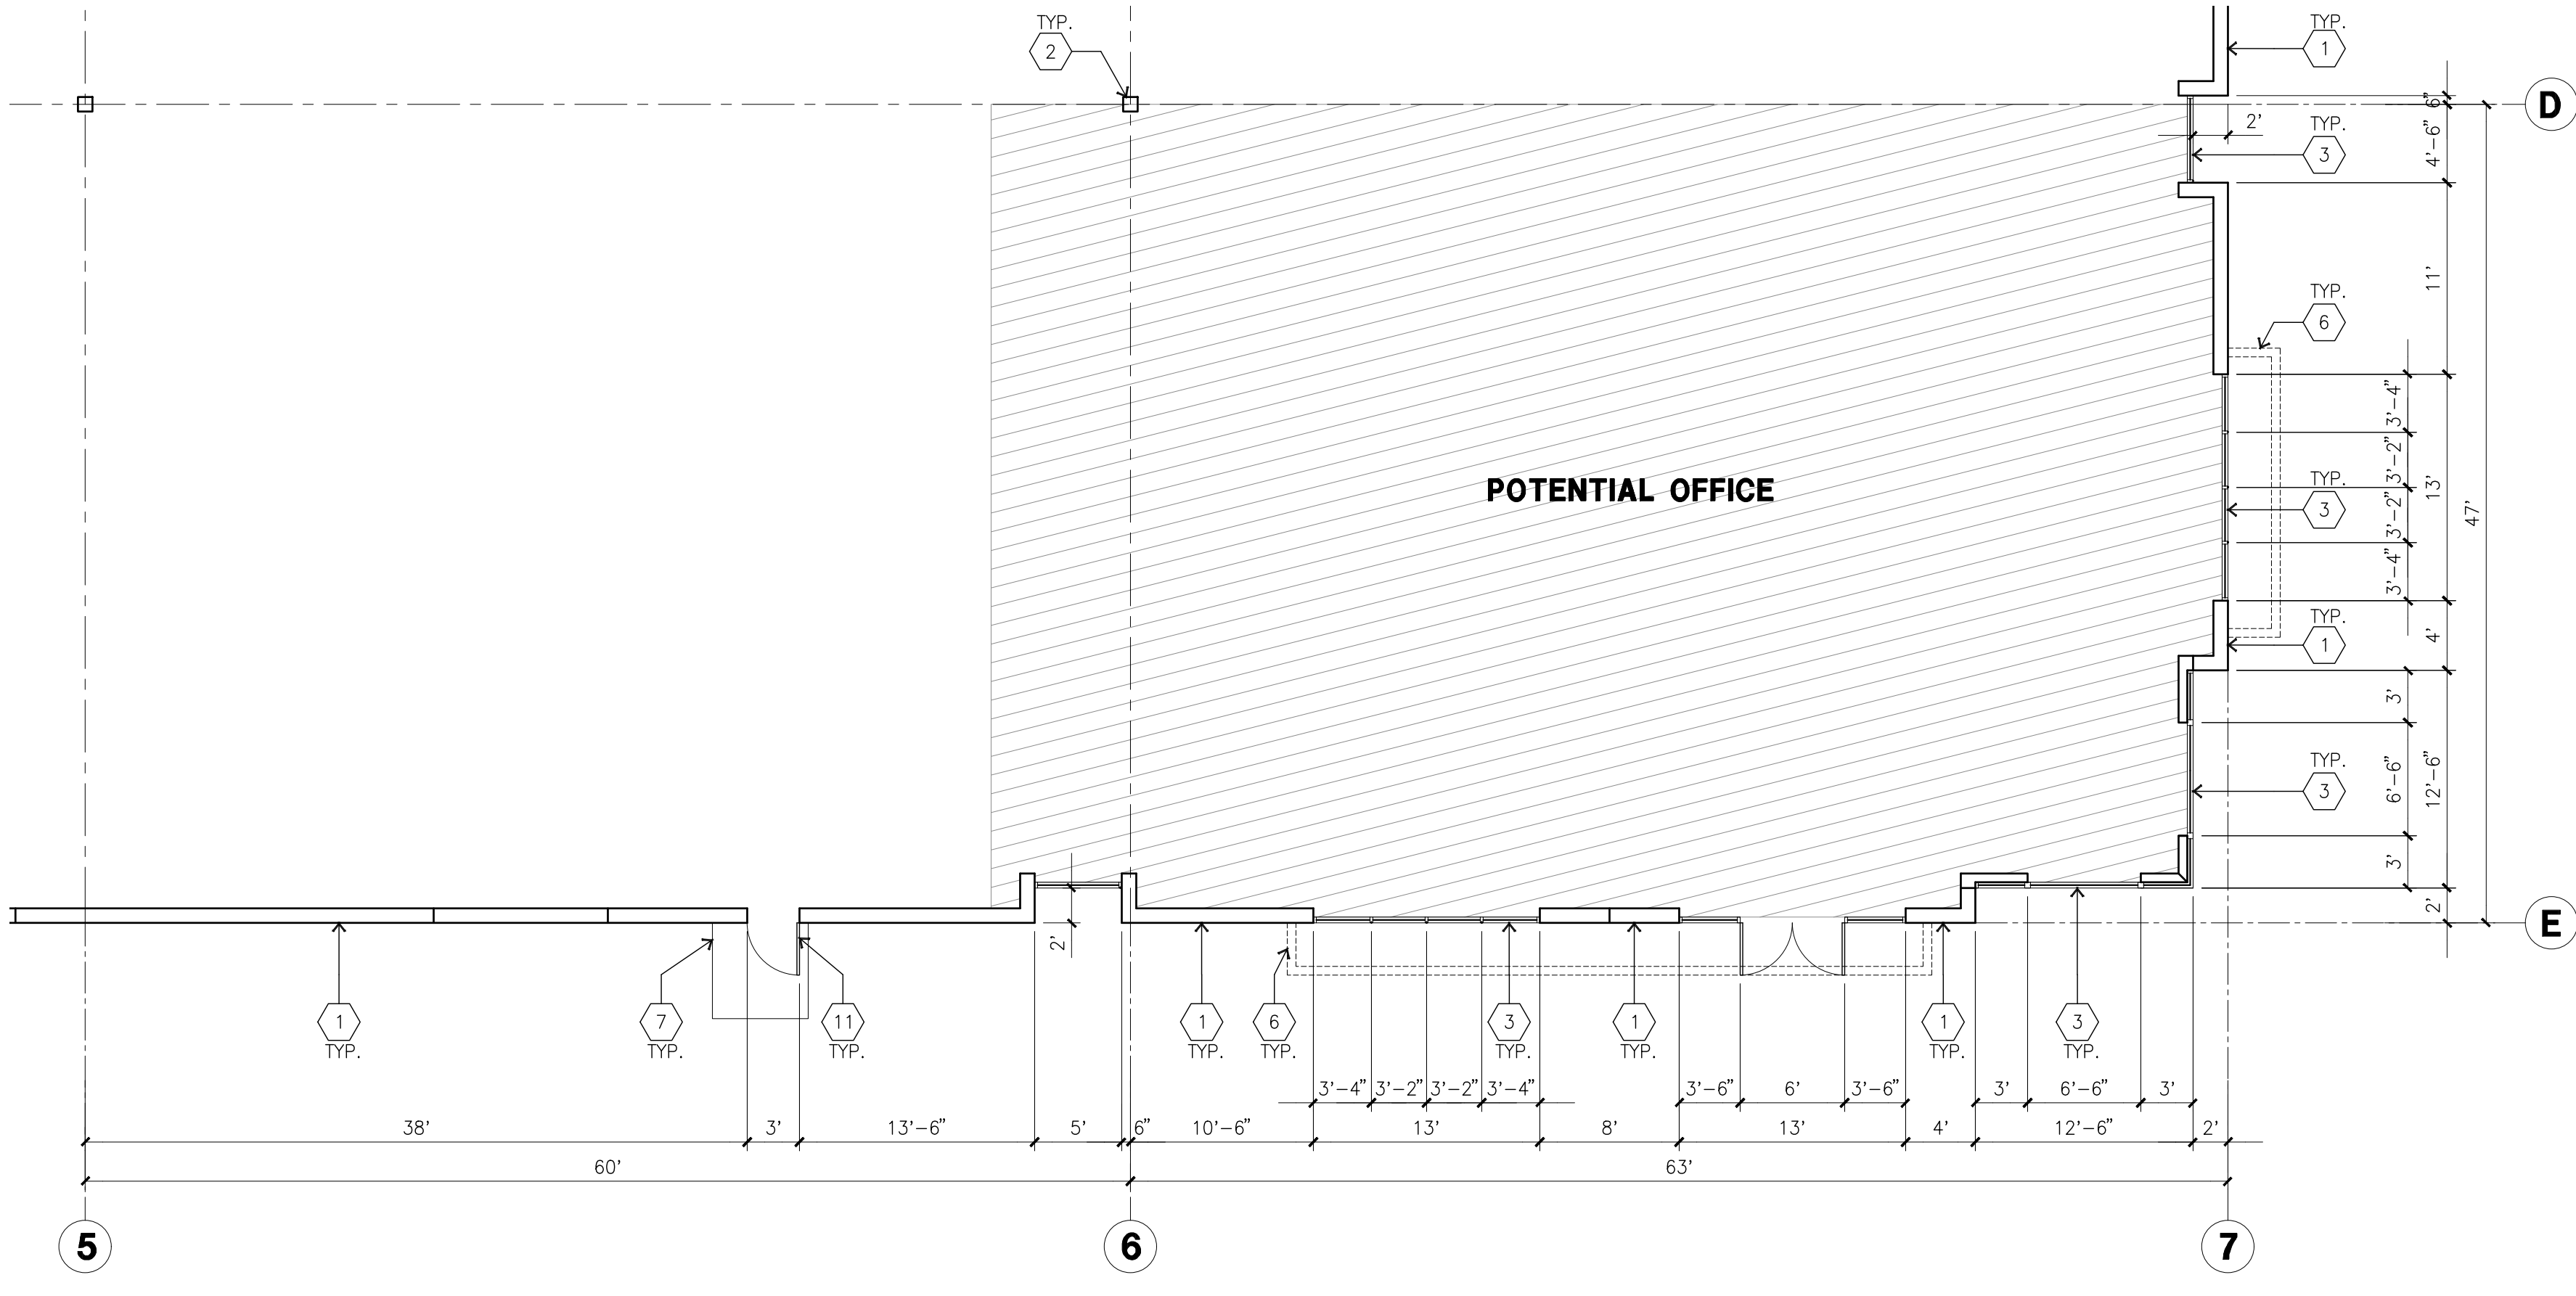 TYP.
2
TYP.
1
D
6"
2'
TYP.
3
4'-6"
11'
TYP.
6
3'-4"
3'-2"
TYP.
3
3'-2"
13'
47'
3'-4"
POTENTIAL OFFICE
TYP.
1
4'
3'
TYP.
3
6'-6"
12'-6"
3'
2'
E
2'
1
TYP.
7
TYP.
11
TYP.
1
TYP.
6
TYP.
3
TYP.
1
TYP.
1
TYP.
3
TYP.
3'-4" 3'-2" 3'-2" 3'-4" 3'-6" 6' 3'-6" 3' 6'-6" 3'
38' 3' 13'-6" 5' 6" 10'-6" 13' 8' 13' 4' 12'-6" 2'
60' 63'
5 6 7